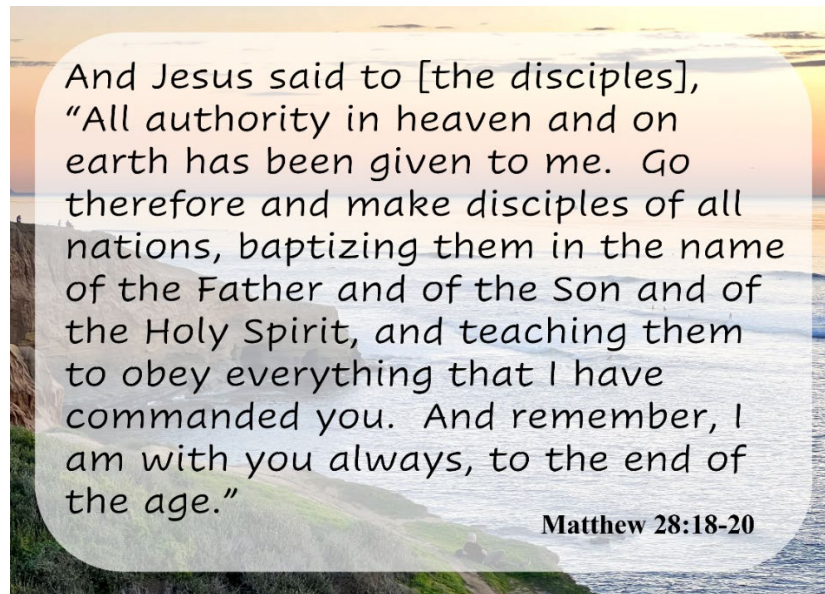 And Jesus said to [the disciples],
“All authority in heaven and on
earth has been given to me.  Go
therefore and make disciples of all
nations, baptizing them in the name
of the Father and of the Son and of
the Holy Spirit, and teaching them
to obey everything that I have
commanded you.  And remember, I
am with you always, to the end of
the age.”
Matthew 28:18-20